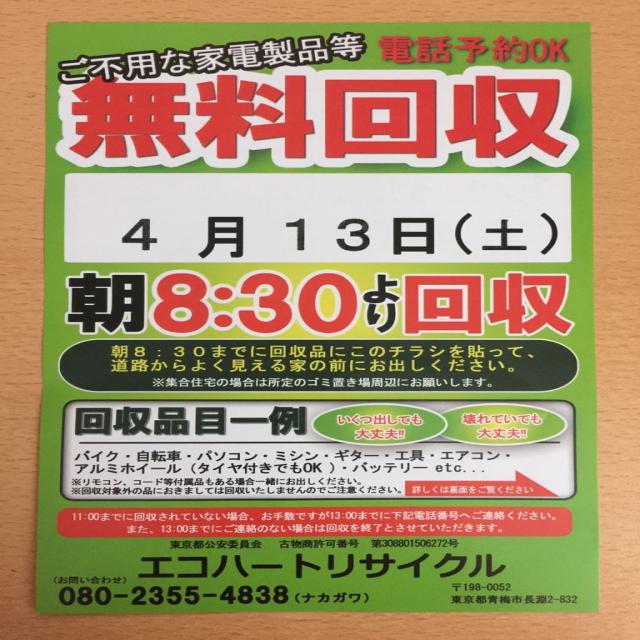 ご不用な家電製品等 電話予約OK
無料回収
4月13日(土)
朝8:30より回収
朝8:30までに回収品にこのチラシを貼って、
道路からよく見える家の前にお出しください。
※集合住宅の場合は所定のゴミ置き場周辺にお願いします。
回収品目一例 いくつ出しても大丈夫!! 壊れていても大丈夫!!
バイク・自転車・パソコン・ミシン・ギター・工具・エアコン・
アルミホイール(タイヤ付きでもOK)・バッテリー etc...
※リモコン、コード等付属品もある場合一緒にお出しください。
※回収対象外の品におきましては回収いたしませんのでご注意ください。 詳しくは裏面をご覧ください
11:00までに回収されていない場合、お手数ですが13:00までに下記電話番号へご連絡ください。
また、13:00までにご連絡のない場合は回収を終了とさせていただきます。
東京都公安委員会 古物商許可番号 第308801506272号
エコハートリサイクル
(お問い合わせ)
080-2355-4838(ナカガワ)
〒198-0052
東京都青梅市長淵2-832